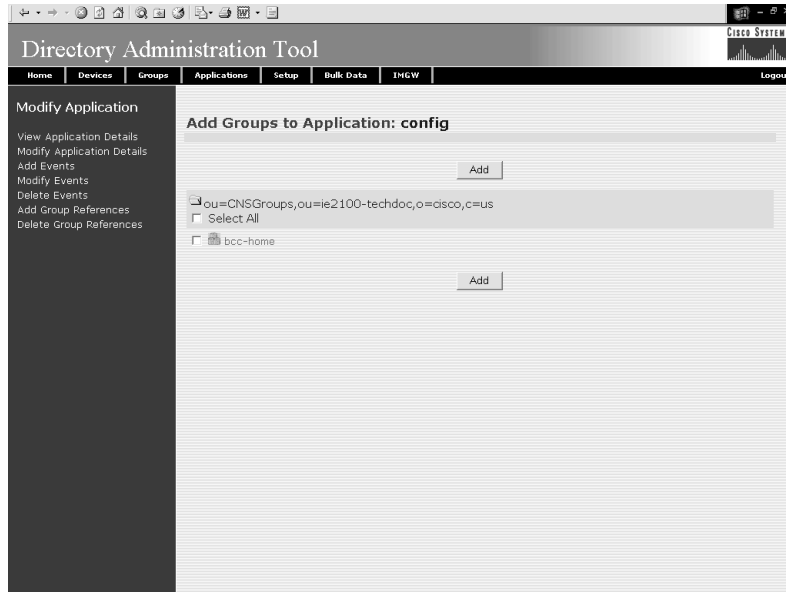 Cisco System
Directory Administration Tool
Home Devices Groups Applications Setup Bulk Data IMGW Logou
Modify Application
View Application Details
Modify Application Details
Add Events
Modify Events
Delete Events
Add Group References
Delete Group References
Add Groups to Application: config
Add
ou=CNSGroups,ou=ie2100-techdoc,o=cisco,c=us
Select All
bcc-home
Add